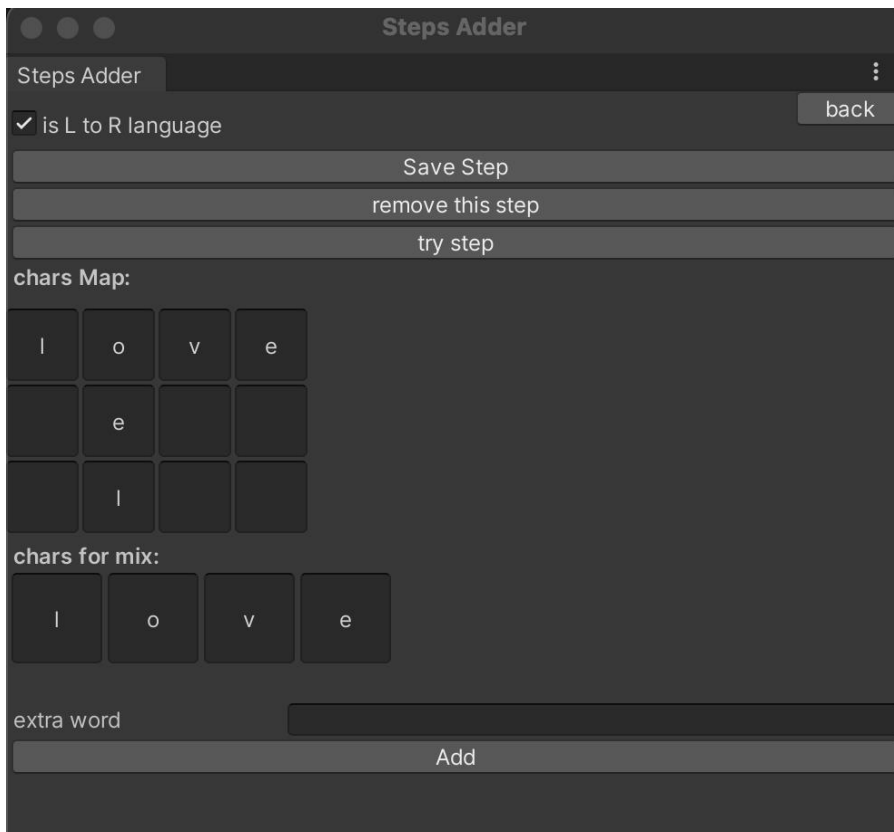 Steps Adder
Steps Adder
back
is L to R language
Save Step
remove this step
try step
chars Map:
l o v e
e
l
chars for mix:
l o v e
extra word
Add